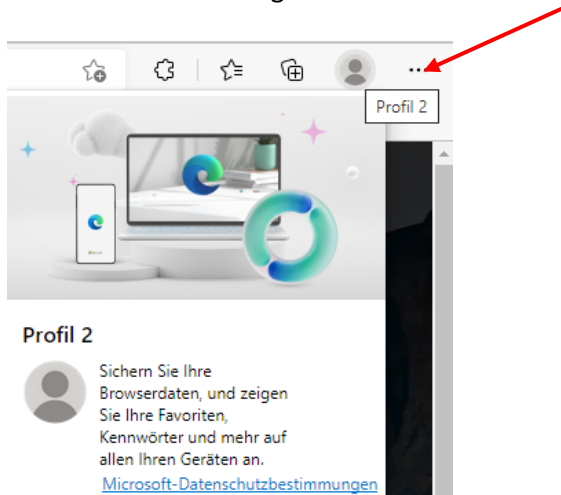 Profil 2
Profil 2
Sichern Sie Ihre
Browserdaten, und zeigen
Sie Ihre Favoriten,
Kennwörter und mehr auf
allen Ihren Geräten an.
Microsoft-Datenschutzbestimmungen